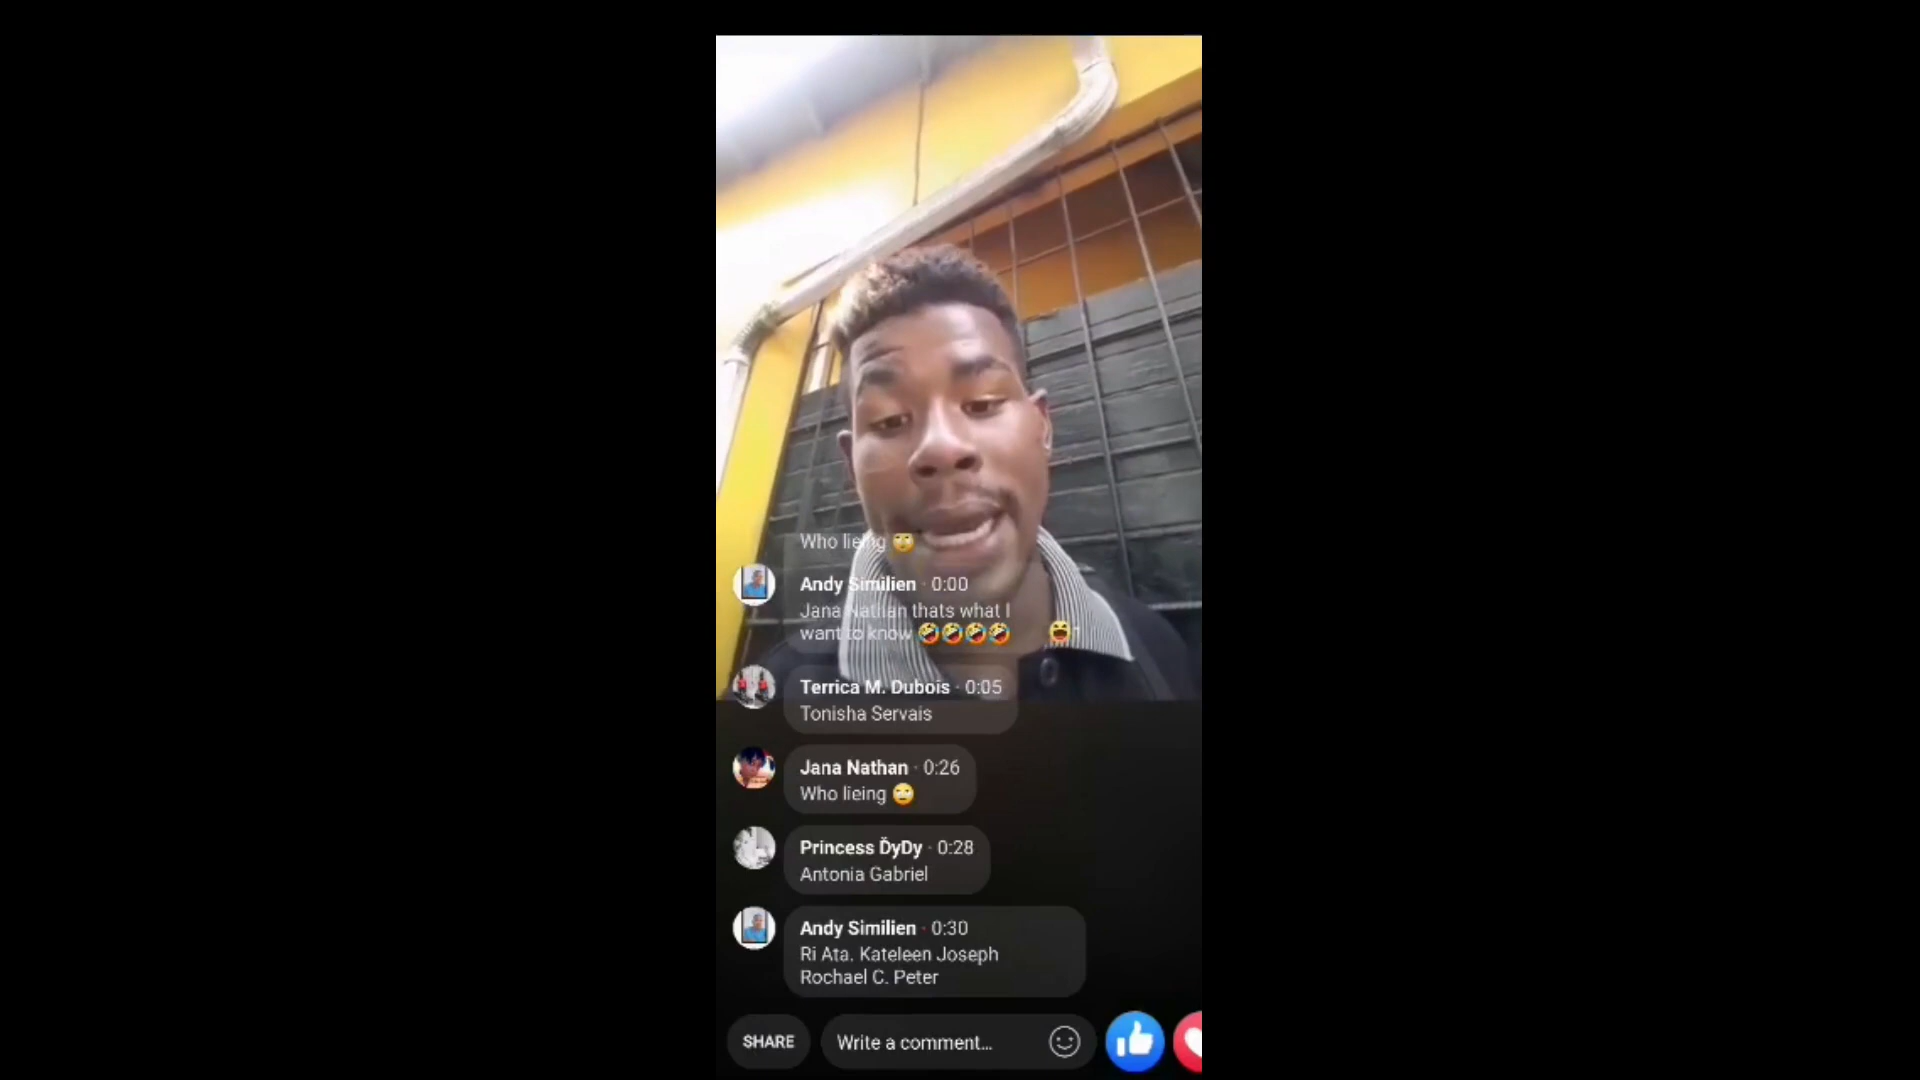 Who lieing 🙄
Andy Similien · 0:00
Jana Nathan thats what I
want to know 🤣🤣🤣🤣
Terrica M. Dubois · 0:05
Tonisha Servais
Jana Nathan · 0:26
Who lieing 🙄
Princess ĎyDy · 0:28
Antonia Gabriel
Andy Similien · 0:30
Ri Ata. Kateleen Joseph
Rochael C. Peter
SHARE
Write a comment...